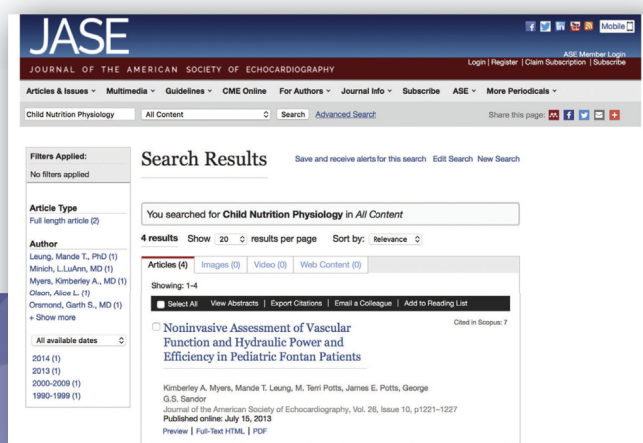 Mobile
JASE
ASE Member Login
JOURNAL OF THE AMERICAN SOCIETY OF ECHOCARDIOGRAPHY
Login | Register | Claim Subscription | Subscribe
Articles & Issues Multimedia Guidelines CME Online For Authors Journal Info Subscribe ASE More Periodicals
Child Nutrition Physiology All Content Search Advanced Search Share this page:
Filters Applied:
No filters applied
Article Type
Full length article (2)
Author
Leung, Mande T., PhD (1)
Minich, L.LuAnn, MD (1)
Myers, Kimberley A., MD (1)
Olson, Alice L. (1)
Orsmond, Garth S., MD (1)
+ Show more
All available dates
2014 (1)
2013 (1)
2000-2009 (1)
1990-1999 (1)
Search Results
Save and receive alerts for this search Edit Search New Search
You searched for Child Nutrition Physiology in All Content
4 results Show 20 results per page Sort by: Relevance
Articles (4) Images (0) Video (0) Web Content (0)
Showing: 1-4
Select All View Abstracts | Export Citations | Email a Colleague | Add to Reading List
Cited in Scopus: 7
Noninvasive Assessment of Vascular
Function and Hydraulic Power and
Efficiency in Pediatric Fontan Patients
Kimberley A. Myers, Mande T. Leung, M. Terri Potts, James E. Potts, George
G.S. Sandor
Journal of the American Society of Echocardiography, Vol. 26, Issue 10, p1221–1227
Published online: July 15, 2013
Preview | Full-Text HTML | PDF